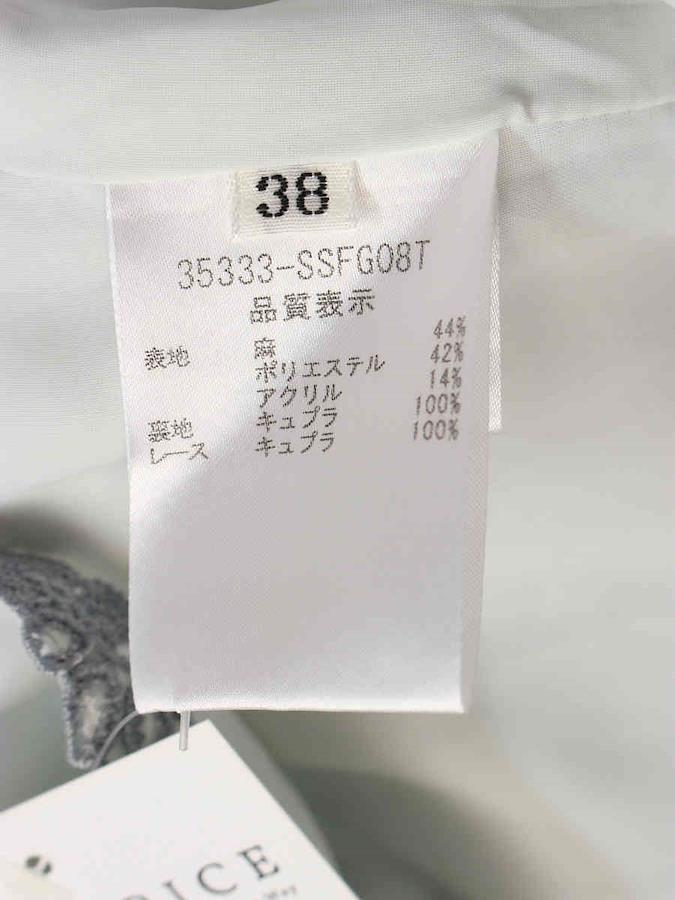 38
35333-SSFG08T
品質表示
表地 麻 44%
ポリエステル 42%
アクリル 14%
裏地 キュプラ 100%
レース キュプラ 100%
RICE